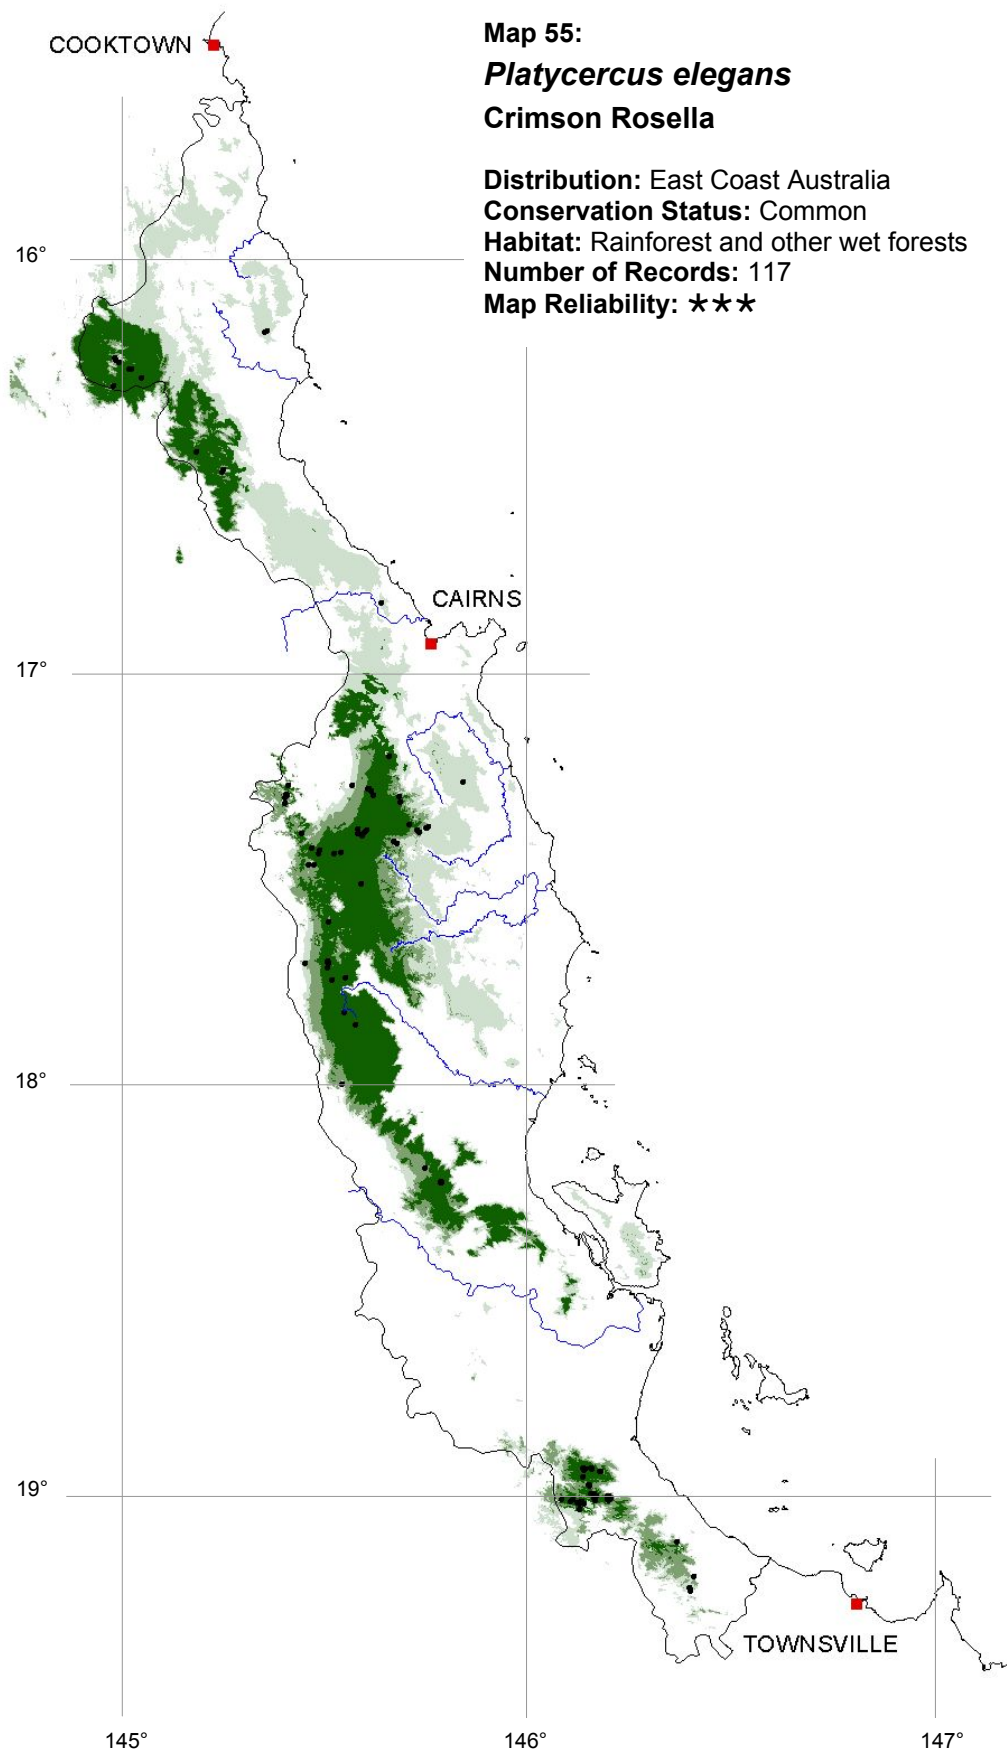 Map 55:
Platycercus elegans
Crimson Rosella
Distribution: East Coast Australia
Conservation Status: Common
Habitat: Rainforest and other wet forests
Number of Records: 117
Map Reliability: ***
COOKTOWN
16°
CAIRNS
17°
18°
19°
TOWNSVILLE
145°
146°
147°